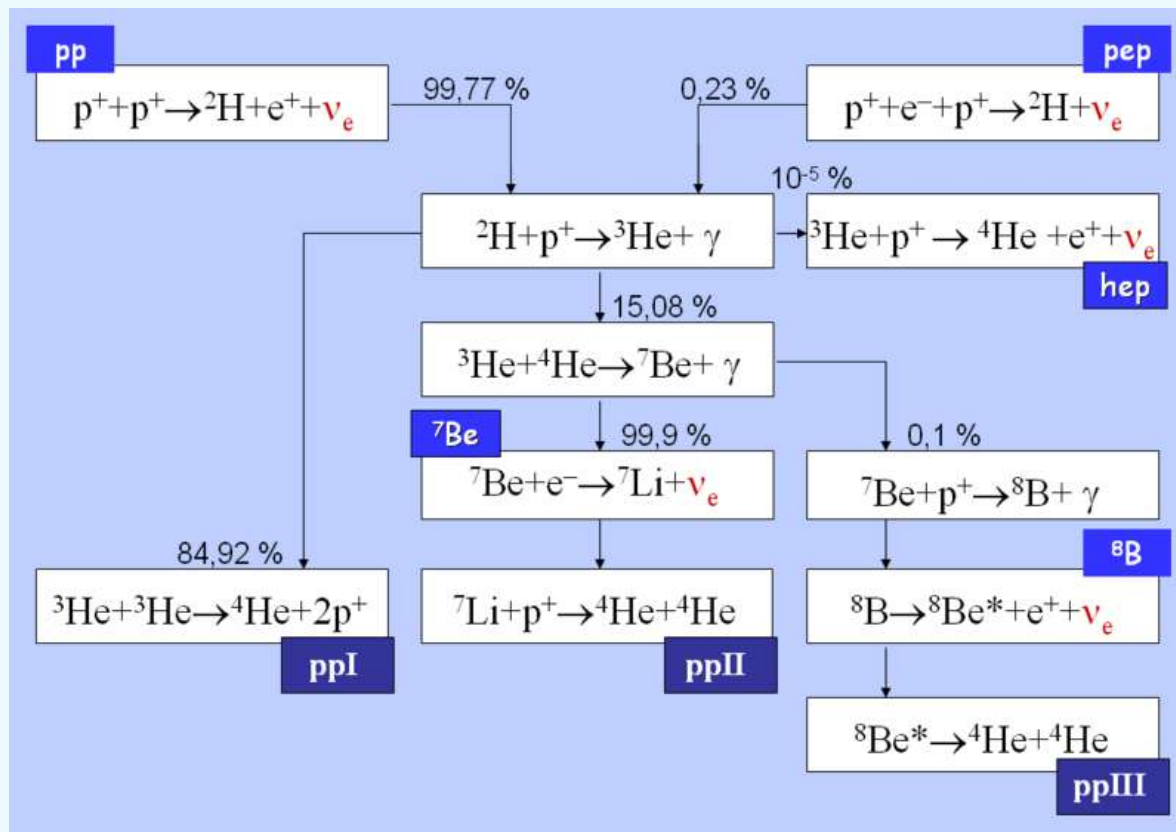 pp
pep
99,77 %
0,23 %
p⁺+p⁺→²H+e⁺+νₑ
p⁺+e⁻+p⁺→²H+νₑ
10⁻⁵ %
²H+p⁺→³He+ γ
³He+p⁺ → ⁴He +e⁺+νₑ
hep
15,08 %
³He+⁴He→⁷Be+ γ
⁷Be
99,9 %
0,1 %
⁷Be+e⁻→⁷Li+νₑ
⁷Be+p⁺→⁸B+ γ
84,92 %
⁸B
³He+³He→⁴He+2p⁺
⁷Li+p⁺→⁴He+⁴He
⁸B→⁸Be*+e⁺+νₑ
ppI
ppII
⁸Be*→⁴He+⁴He
ppIII